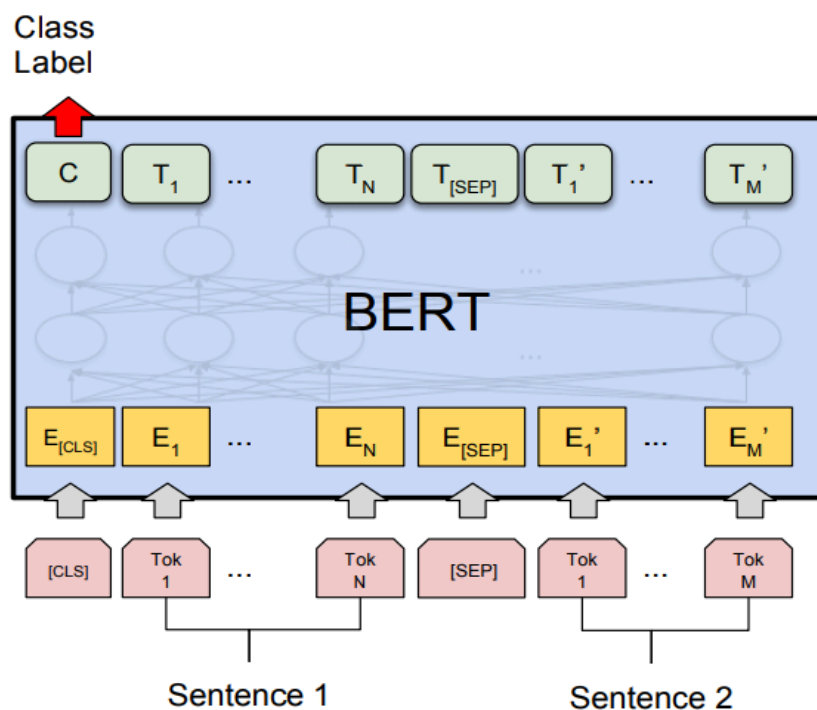 Class
Label
C T1 ... TN T[SEP] T1' ... TM'
...
BERT
...
E[CLS] E1 ... EN E[SEP] E1' ... EM'
[CLS] Tok 1 ... Tok N [SEP] Tok 1 ... Tok M
Sentence 1 Sentence 2